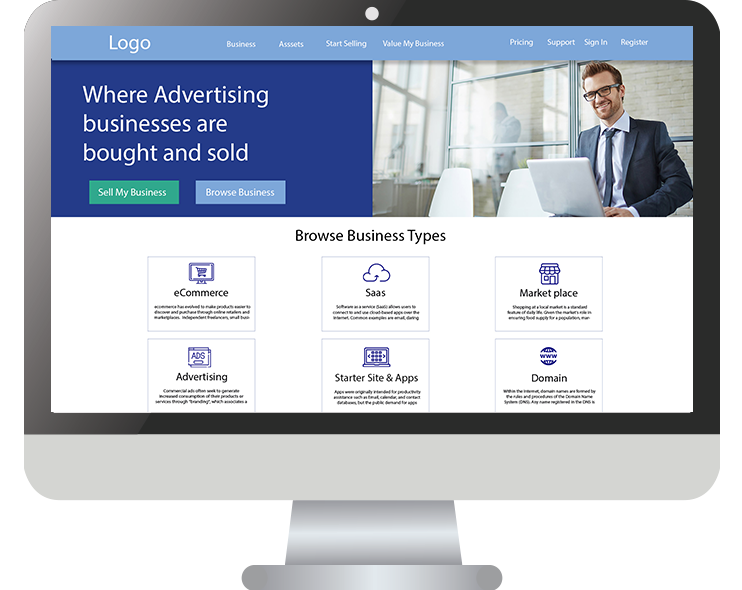 Logo
Business
Asssets
Start Selling
Value My Business
Pricing
Support
Sign In
Register
Where Advertising
businesses are
bought and sold
Sell My Business
Browse Business
Browse Business Types
eCommerce
ecommerce has evolved to make products easier to
discover and purchase through online retailers and
marketplaces. Independent freelancers, small busi
Saas
Software as a service (SaaS) allows users to
connect to and use cloud-based apps over the
Internet. Common examples are email, daring
Market place
Shopping at a local market is a standard
feature of daily life. Given the market's role in
ensuring food supply for a population, man
ADS
Advertising
Commercial ads often seek to generate
increased consumption of their products or
services through "branding", which associates a
Starter Site & Apps
Apps were originally intended for productivity
assistance such as Email, calendar, and contact
databases, but the public demand for apps
WWW
Domain
Within the Internet, domain names are formed by
the rules and procedures of the Domain Name
System (DNS). Any name registered in the DNS is